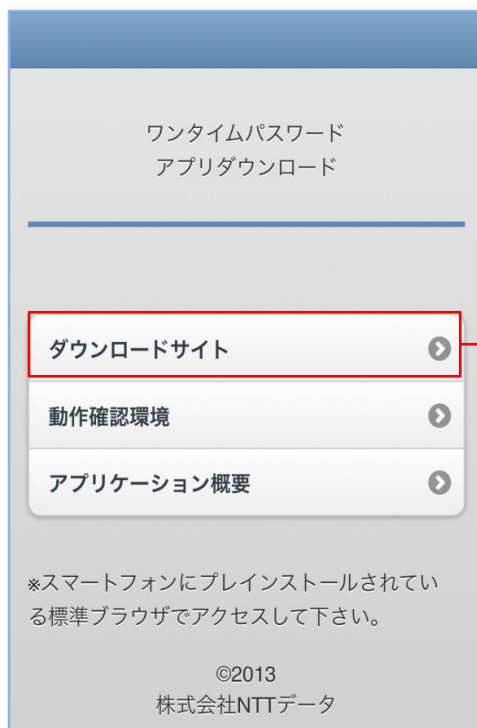 ワンタイムパスワード
アプリダウンロード
ダウンロードサイト
動作確認環境
アプリケーション概要
※スマートフォンにプレインストールされてい
る標準ブラウザでアクセスして下さい。
©2013
株式会社NTTデータ